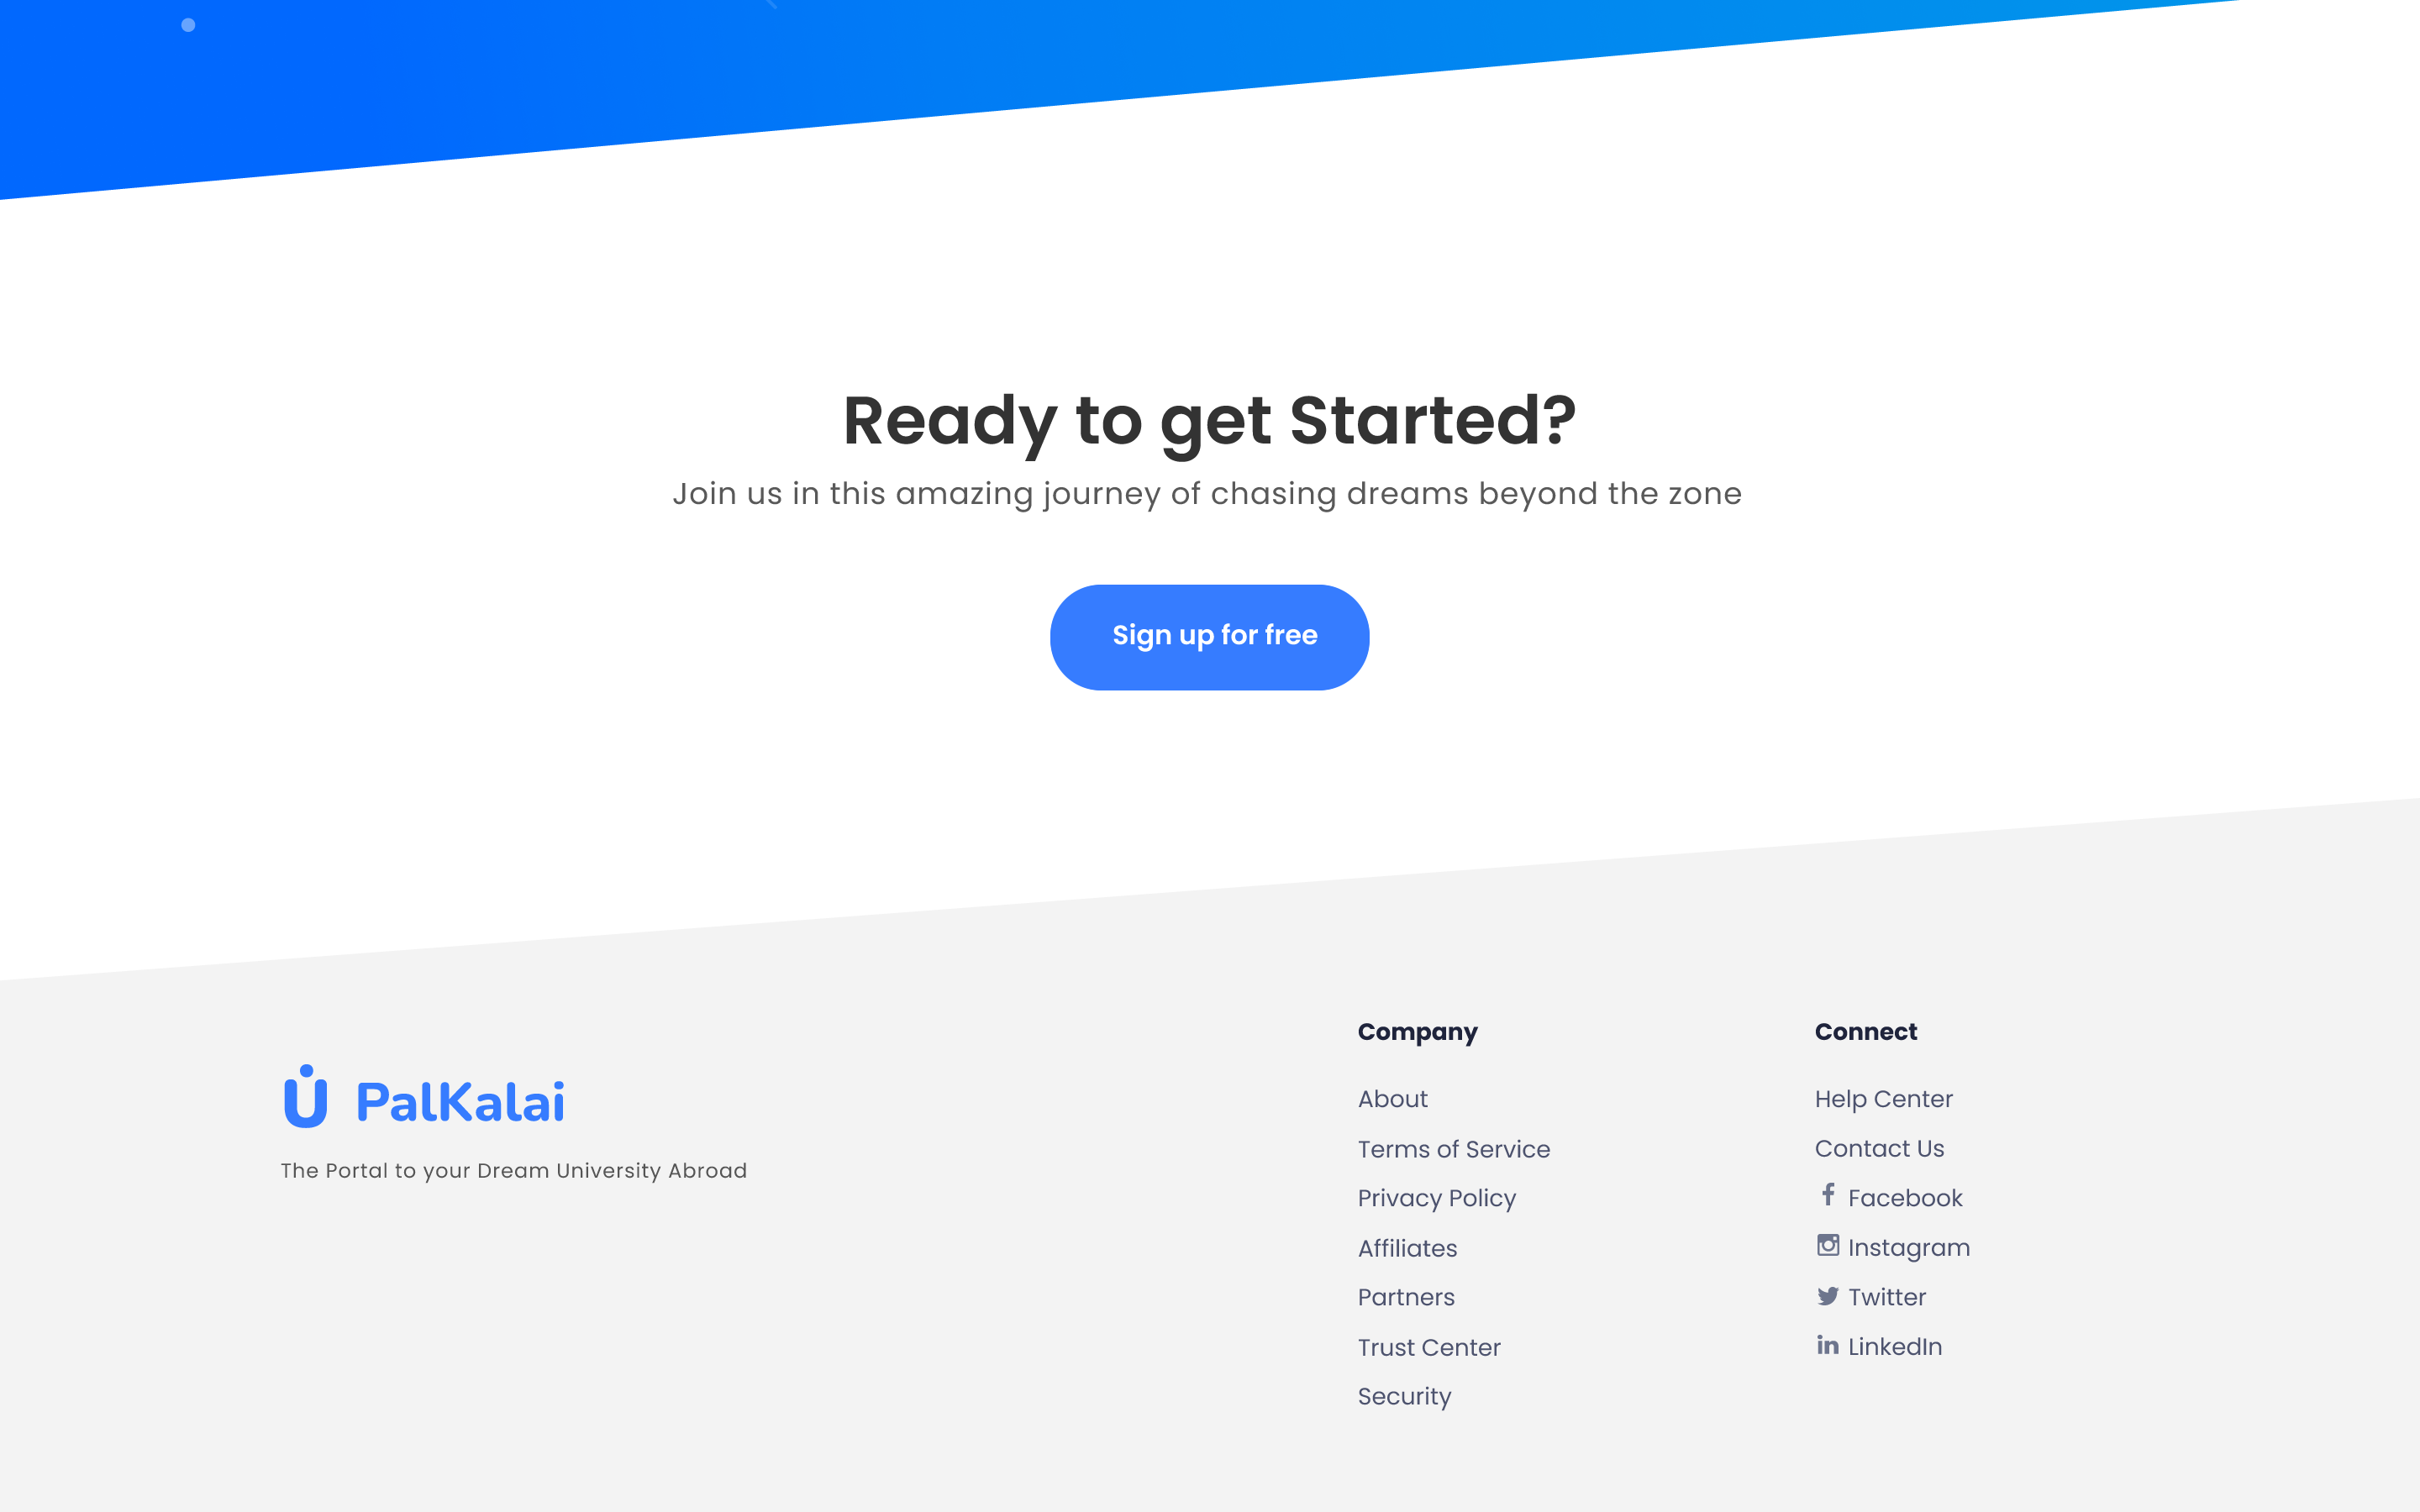 Ready to get Started?
Join us in this amazing journey of chasing dreams beyond the zone
Sign up for free
PalKalai
The Portal to your Dream University Abroad
Company
About
Terms of Service
Privacy Policy
Affiliates
Partners
Trust Center
Security
Connect
Help Center
Contact Us
Facebook
Instagram
Twitter
LinkedIn